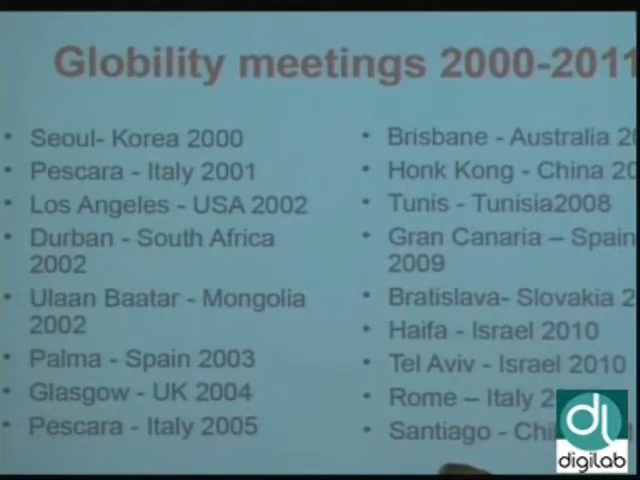 Globility meetings 2000-2011
• Seoul- Korea 2000
• Pescara - Italy 2001
• Los Angeles - USA 2002
• Durban - South Africa
2002
• Ulaan Baatar - Mongolia
2002
• Palma - Spain 2003
• Glasgow - UK 2004
• Pescara - Italy 2005
• Brisbane - Australia
• Honk Kong - China
• Tunis - Tunisia2008
• Gran Canaria – Spain
2009
• Bratislava- Slovakia
• Haifa - Israel 2010
• Tel Aviv - Israel 2010
• Rome – Italy
• Santiago -
dl
digilab